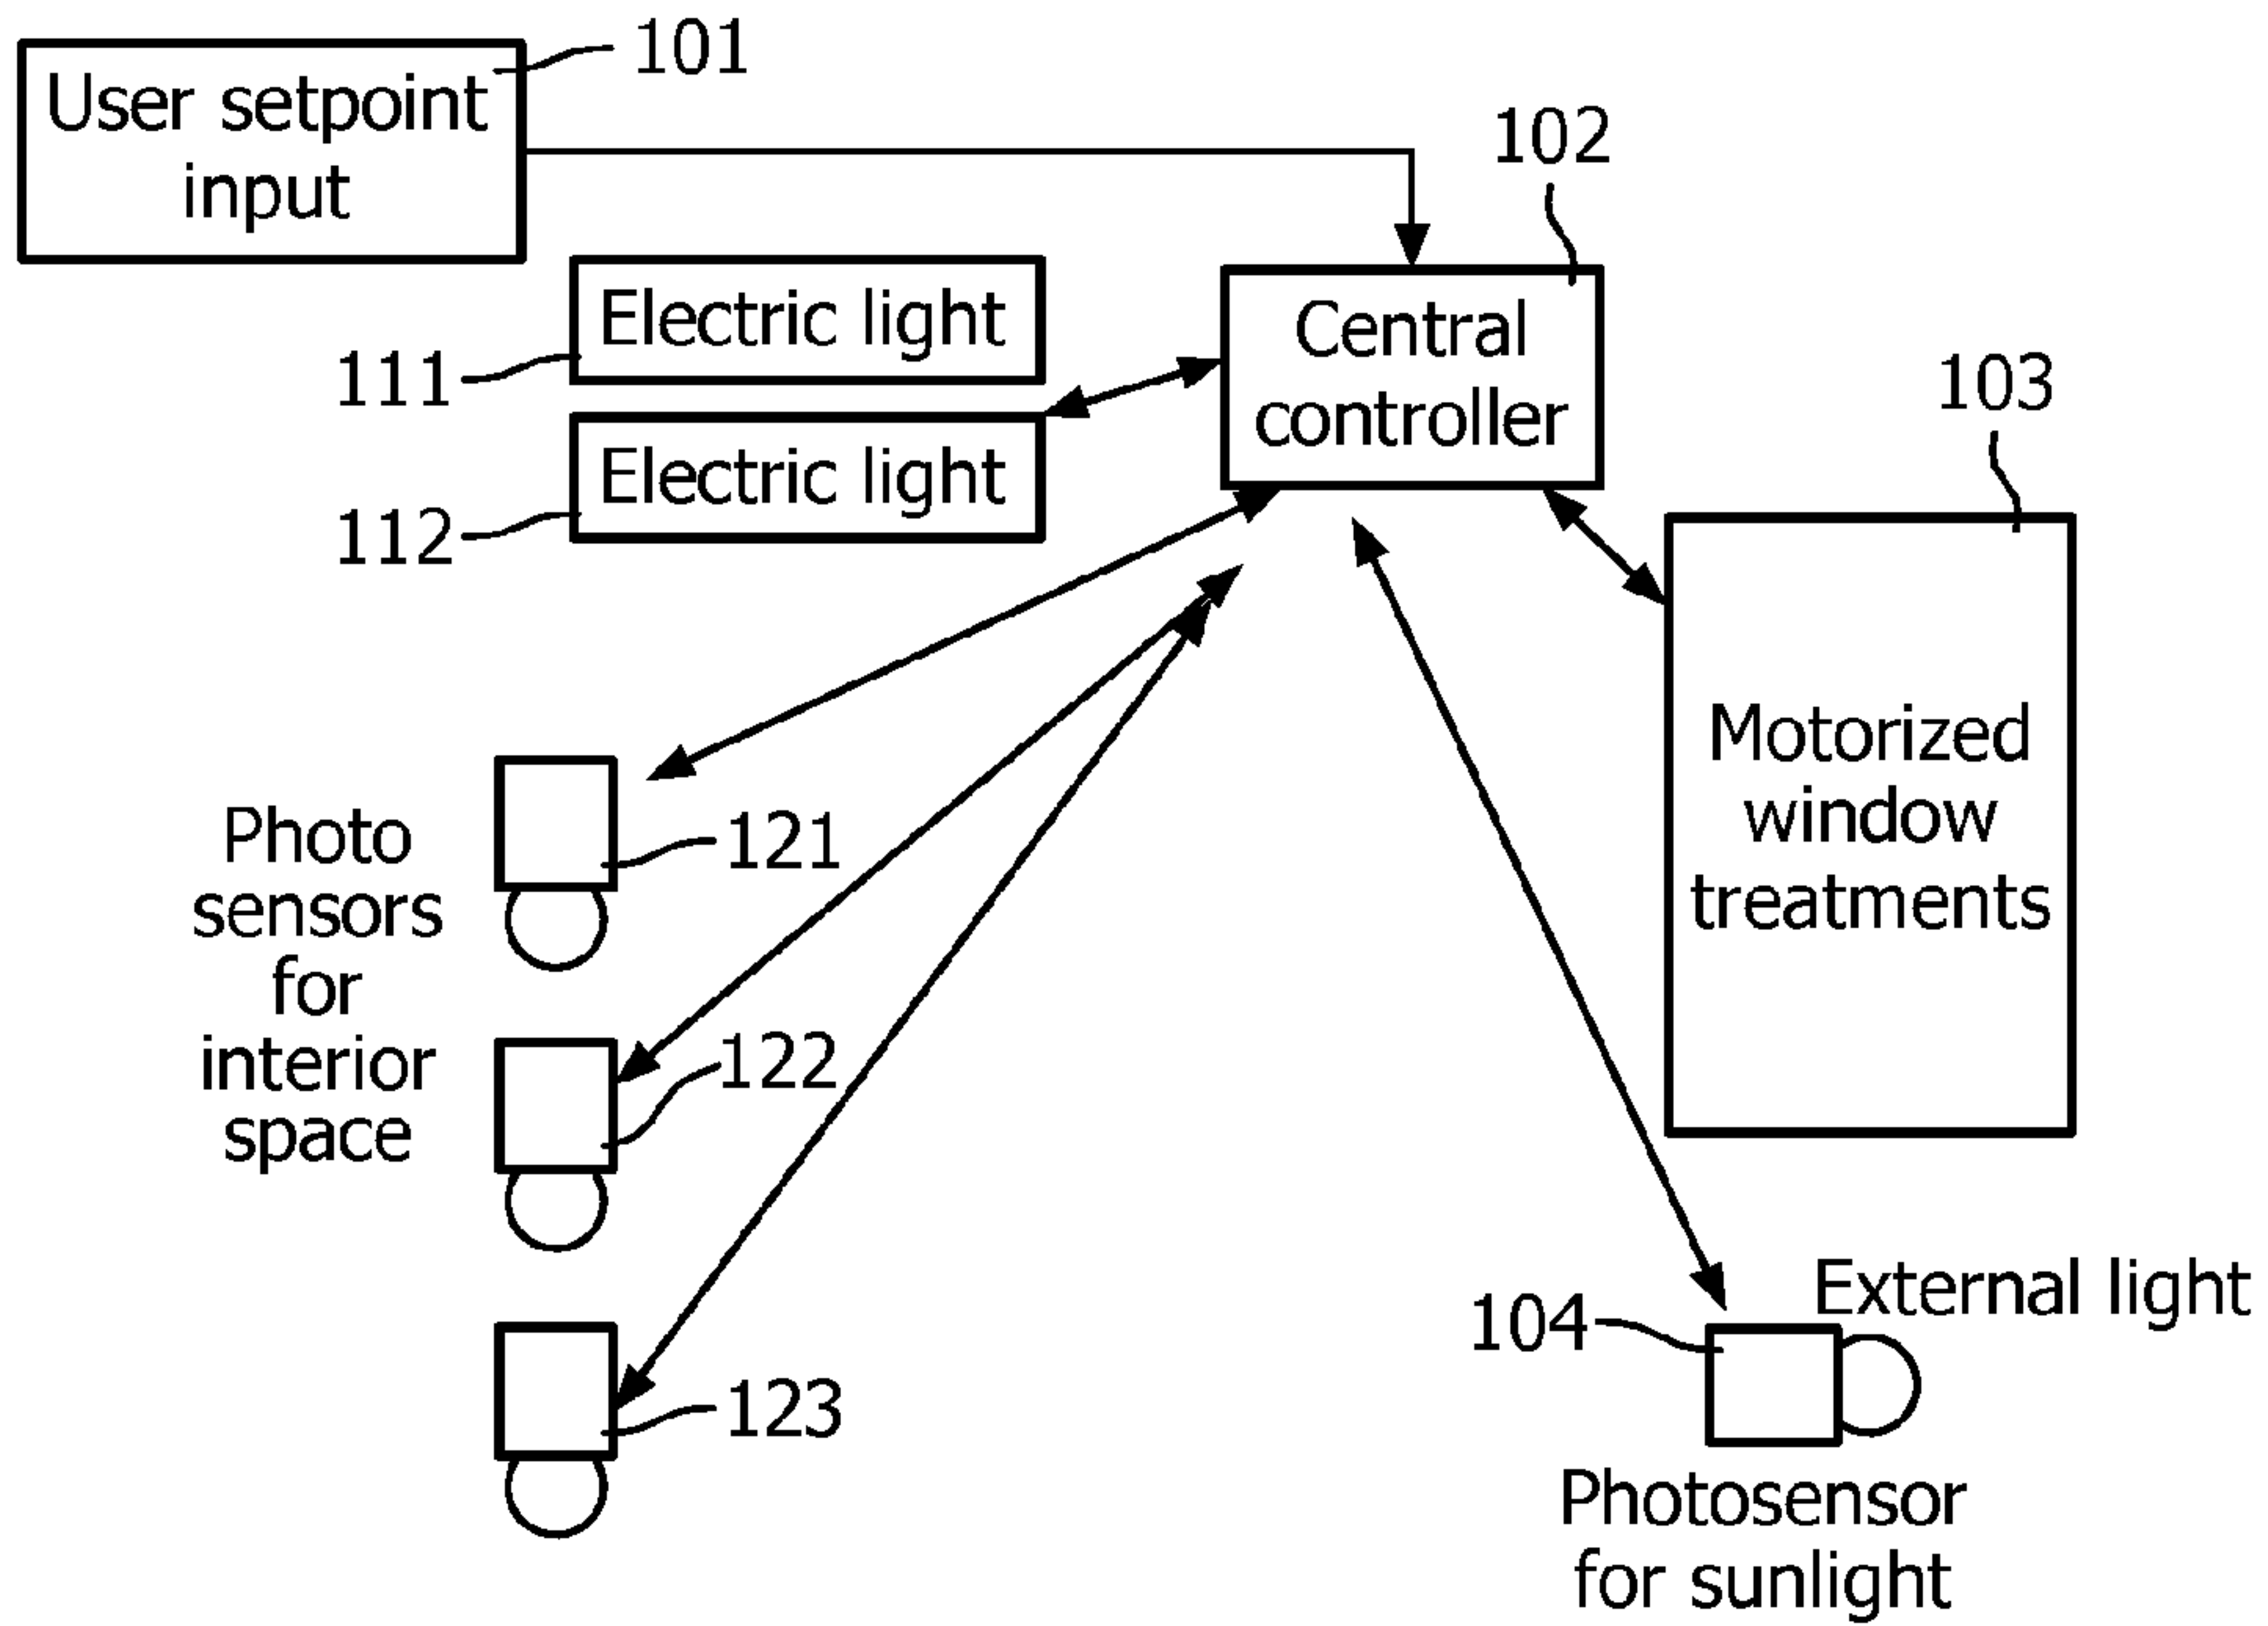 101
User setpoint
input
102
Electric light
111
Central
controller
103
Electric light
112
Motorized
window
treatments
Photo
sensors
for
interior
space
121
122
123
External light
104
Photosensor
for sunlight